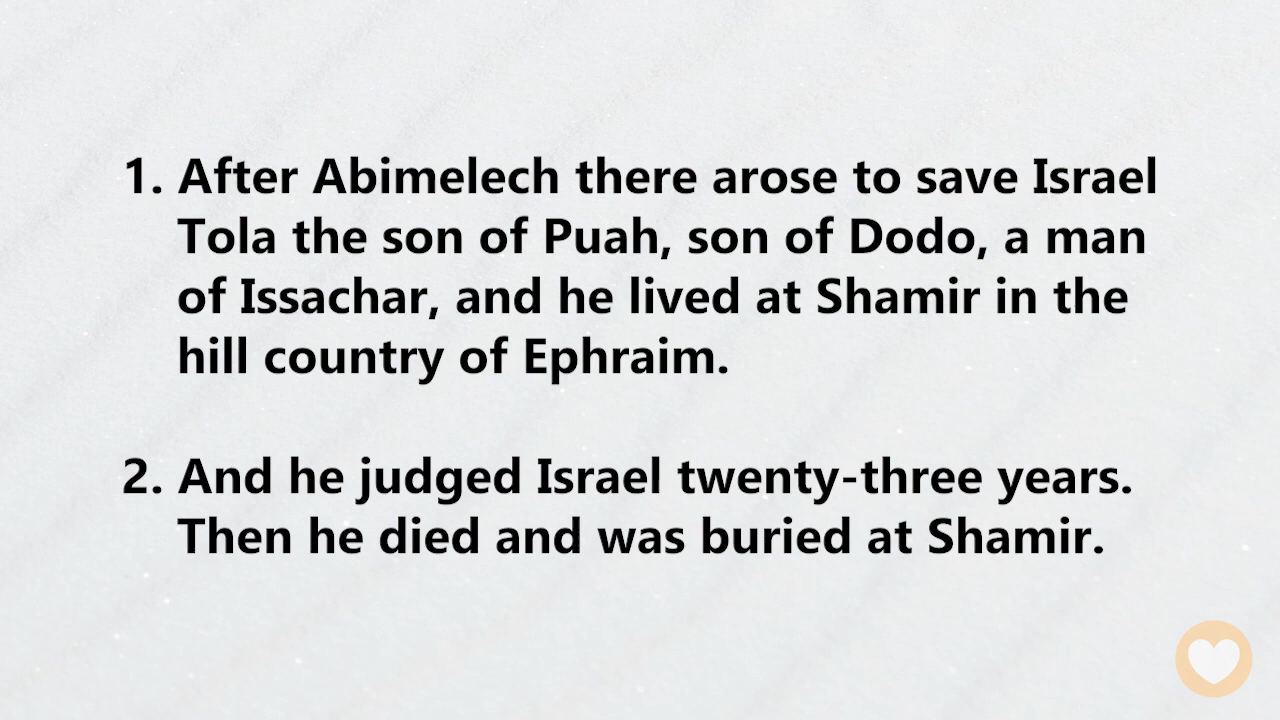 1. After Abimelech there arose to save Israel
Tola the son of Puah, son of Dodo, a man
of Issachar, and he lived at Shamir in the
hill country of Ephraim.
2. And he judged Israel twenty-three years.
Then he died and was buried at Shamir.